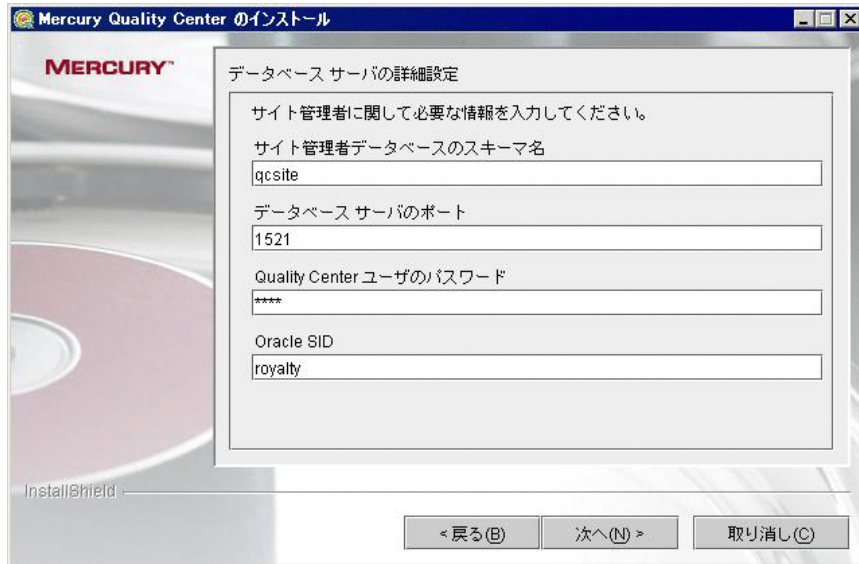 Mercury Quality Center のインストール
MERCURY™
データベース サーバの詳細設定
サイト管理者に関して必要な情報を入力してください。
サイト管理者データベースのスキーマ名
qcsite
データベース サーバのポート
1521
Quality Center ユーザのパスワード
****
Oracle SID
royalty
InstallShield
< 戻る(B)
次へ(N) >
取り消し(C)